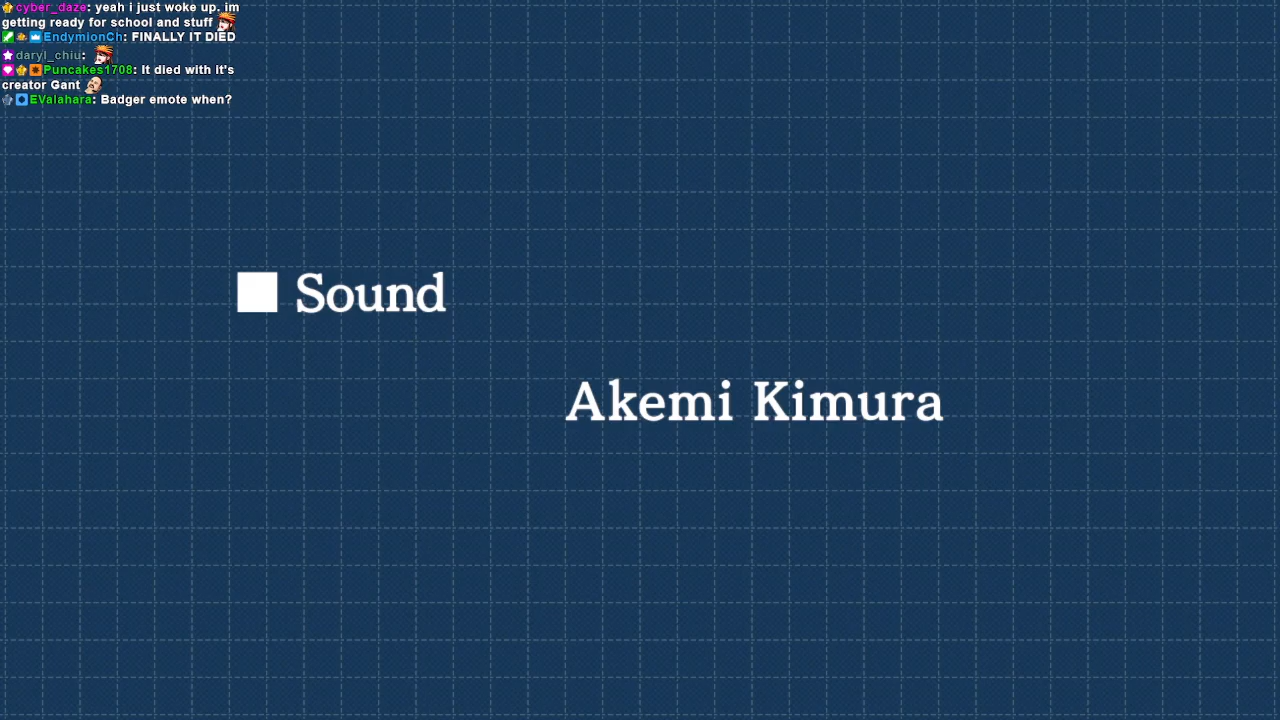 cyber_daze: yeah i just woke up. im
getting ready for school and stuff
EndymionCh: FINALLY IT DIED
daryl_chiu:
Puncakes1708: It died with it's
creator Gant
EValahara: Badger emote when?
Sound
Akemi Kimura